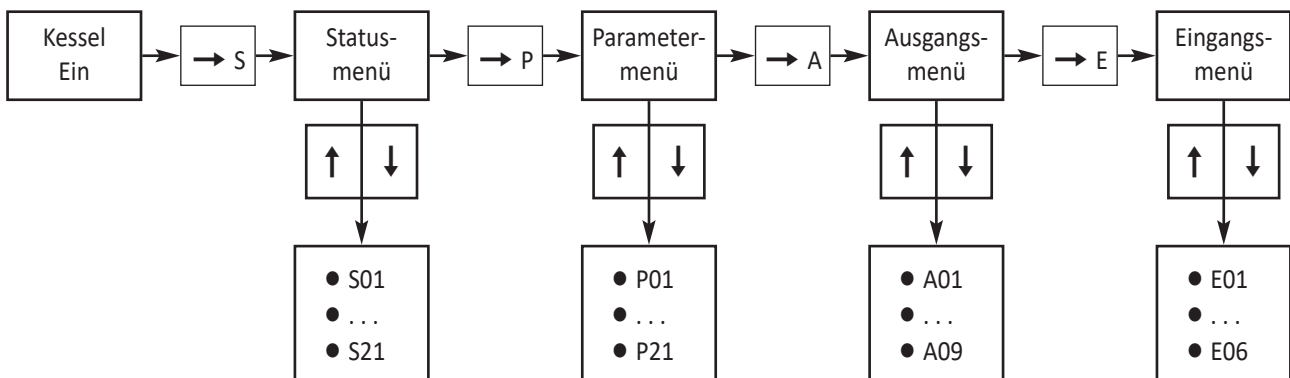 Kessel
Ein
→ S
Status-
menü
→ P
Parameter-
menü
→ A
Ausgangs-
menü
→ E
Eingangs-
menü
↑ ↓
↑ ↓
↑ ↓
↑ ↓
● S01
● . . .
● S21
● P01
● . . .
● P21
● A01
● . . .
● A09
● E01
● . . .
● E06